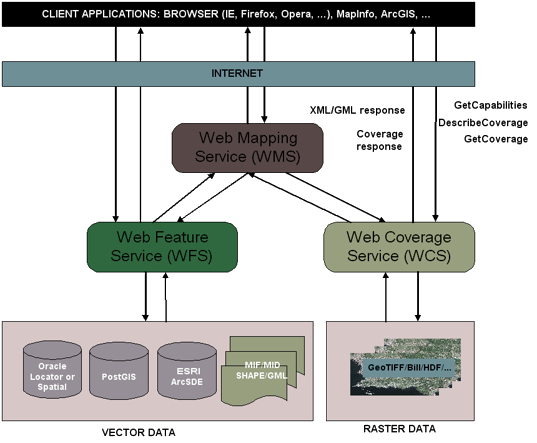 CLIENT APPLICATIONS: BROWSER (IE, Firefox, Opera, ...), MapInfo, ArcGIS, ...
INTERNET
XML/GML response
Coverage
response
GetCapabilities
DescribeCoverage
GetCoverage
Web Mapping
Service (WMS)
Web Feature
Service (WFS)
Web Coverage
Service (WCS)
Oracle
Locator or
Spatial
PostGIS
ESRI
ArcSDE
MIF/MID
SHAPE/GML
GeoTIFF/Bill/HDF/...
VECTOR DATA
RASTER DATA